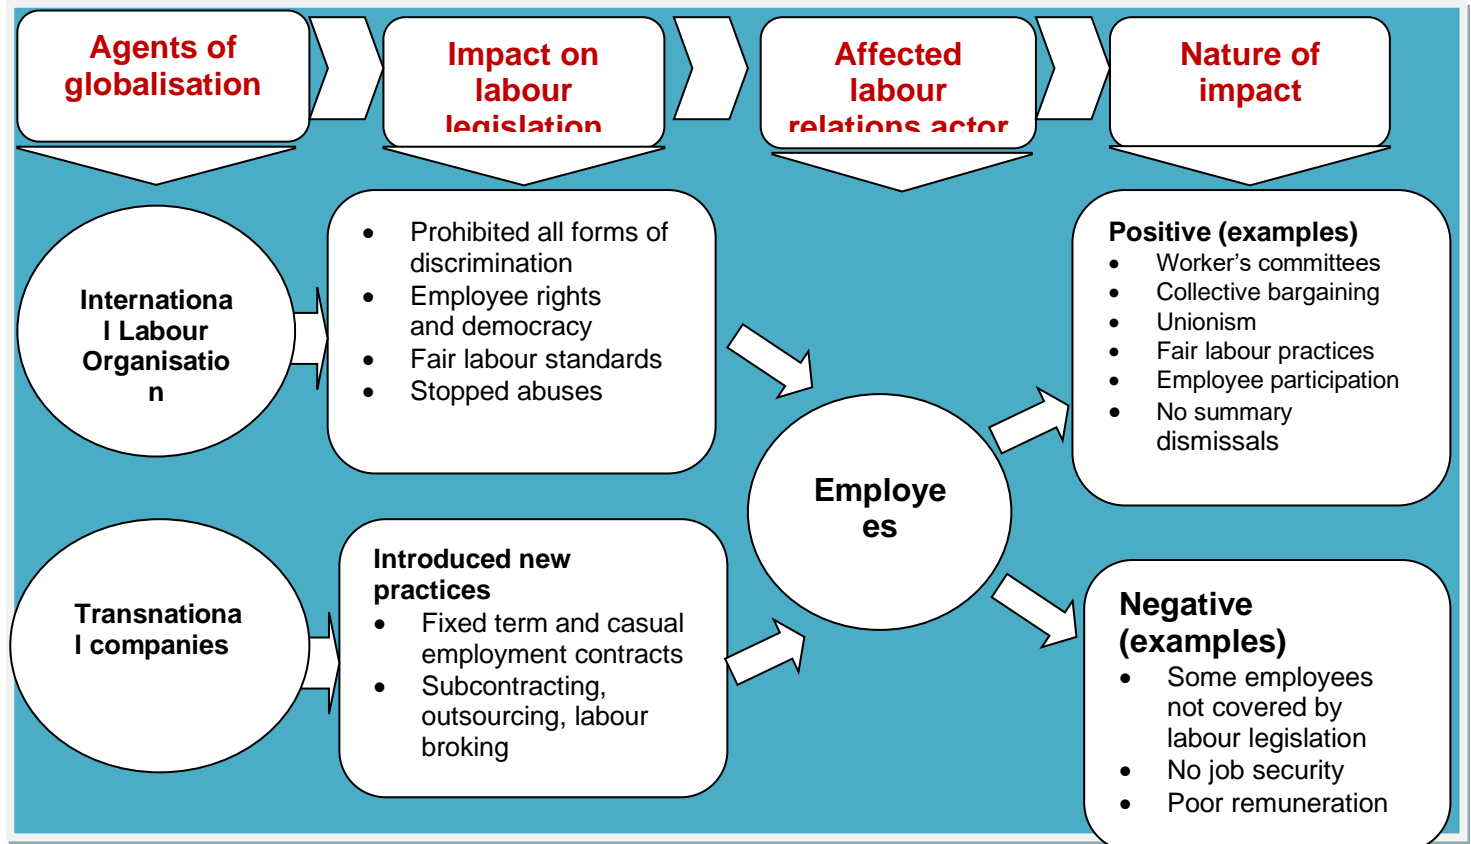 Agents of
globalisation
Impact on
labour
legislation
Affected
labour
relations actor
Nature of
impact
Internationa
l Labour
Organisatio
n
• Prohibited all forms of
discrimination
• Employee rights
and democracy
• Fair labour standards
• Stopped abuses
Transnationa
l companies
Introduced new
practices
• Fixed term and casual
employment contracts
• Subcontracting,
outsourcing, labour
broking
Employe
es
Positive (examples)
• Worker’s committees
• Collective bargaining
• Unionism
• Fair labour practices
• Employee participation
• No summary
dismissals
Negative
(examples)
• Some employees
not covered by
labour legislation
• No job security
• Poor remuneration